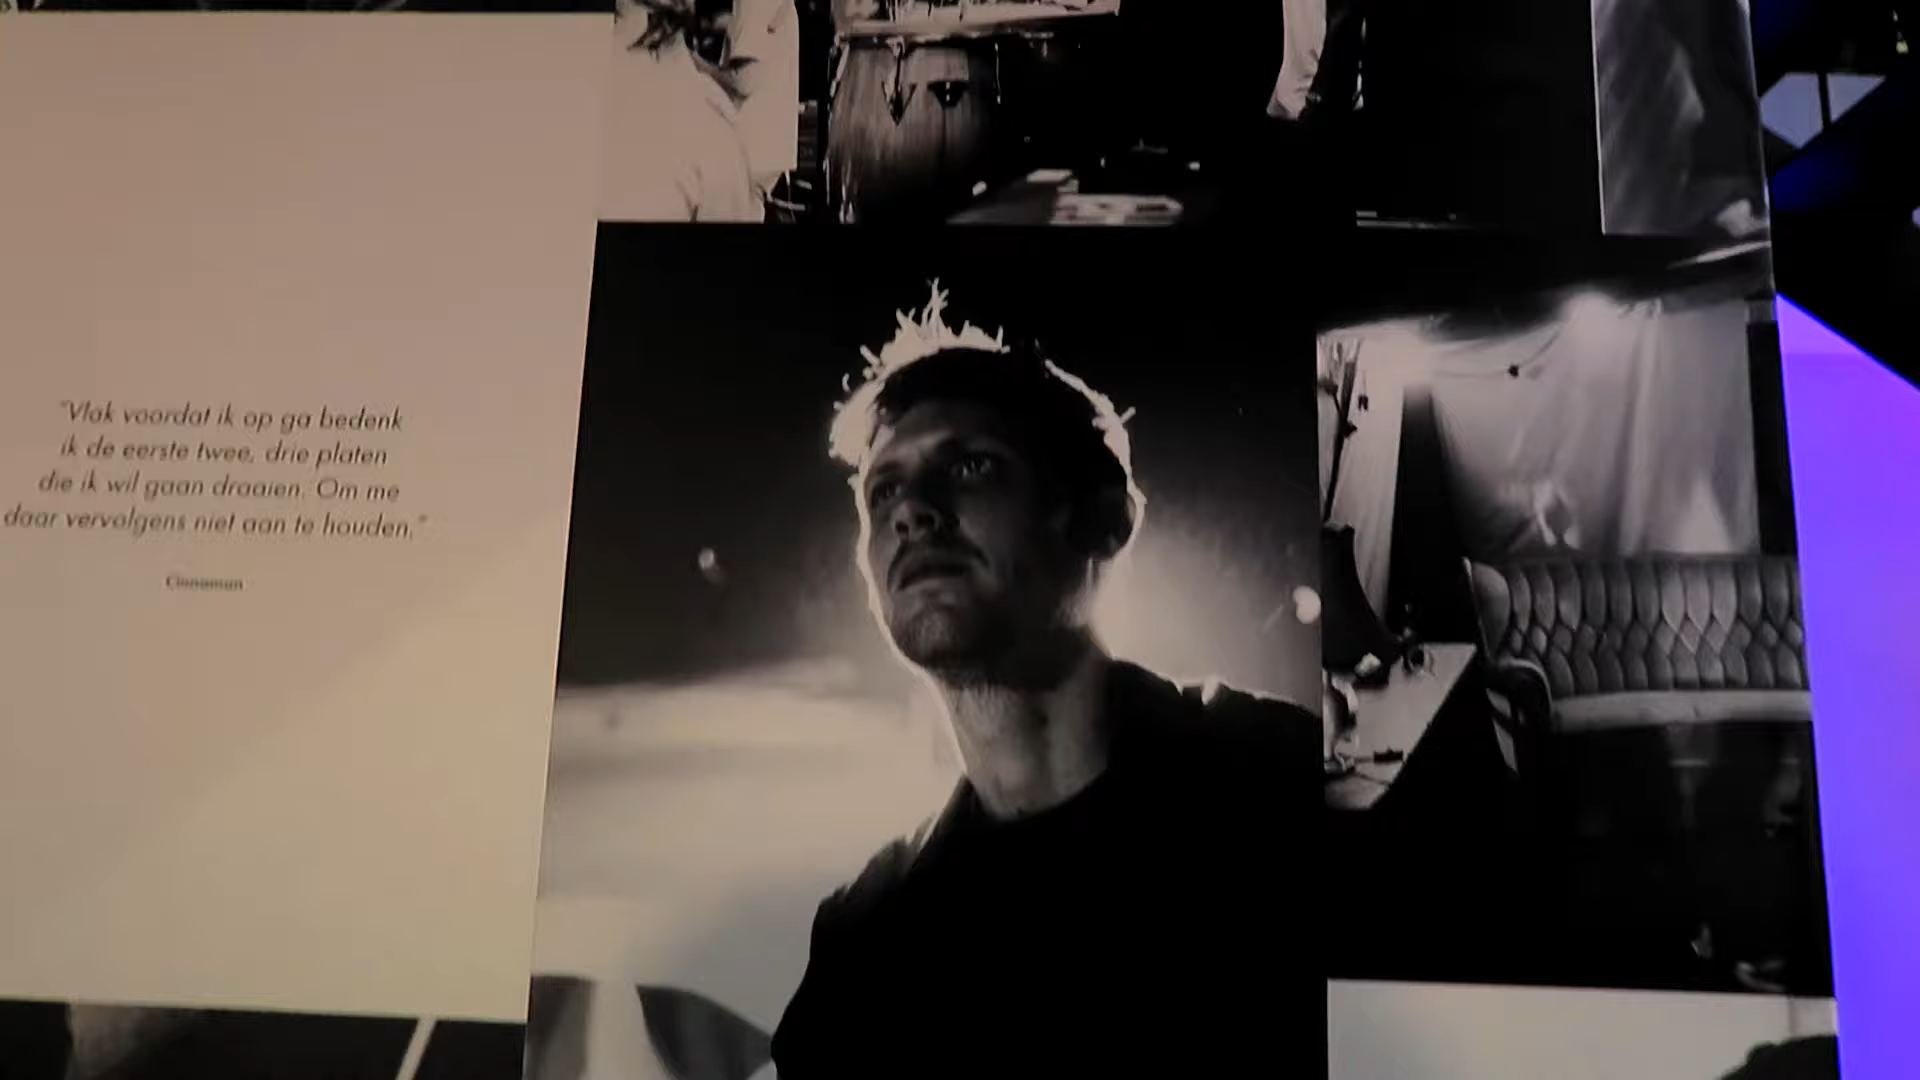 "Vlak voordat ik op ga bedenk
ik de eerste twee, drie platen
die ik wil gaan draaien. Om me
daar vervolgens niet aan te houden."
Cinnaman